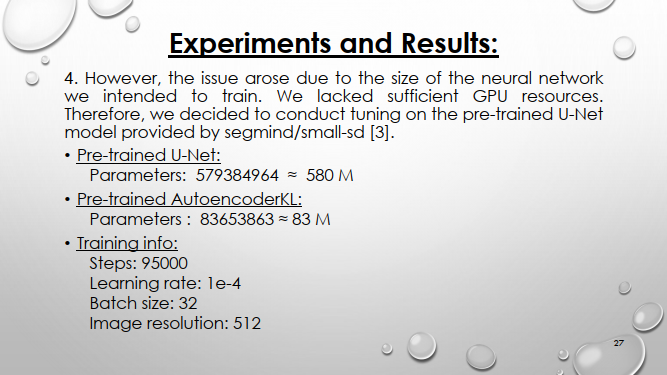 Experiments and Results:
4. However, the issue arose due to the size of the neural network
we intended to train. We lacked sufficient GPU resources.
Therefore, we decided to conduct tuning on the pre-trained U-Net
model provided by segmind/small-sd [3].
• Pre-trained U-Net:
Parameters: 579384964 ≈ 580 M
• Pre-trained AutoencoderKL:
Parameters : 83653863 ≈ 83 M
• Training info:
Steps: 95000
Learning rate: 1e-4
Batch size: 32
Image resolution: 512
27